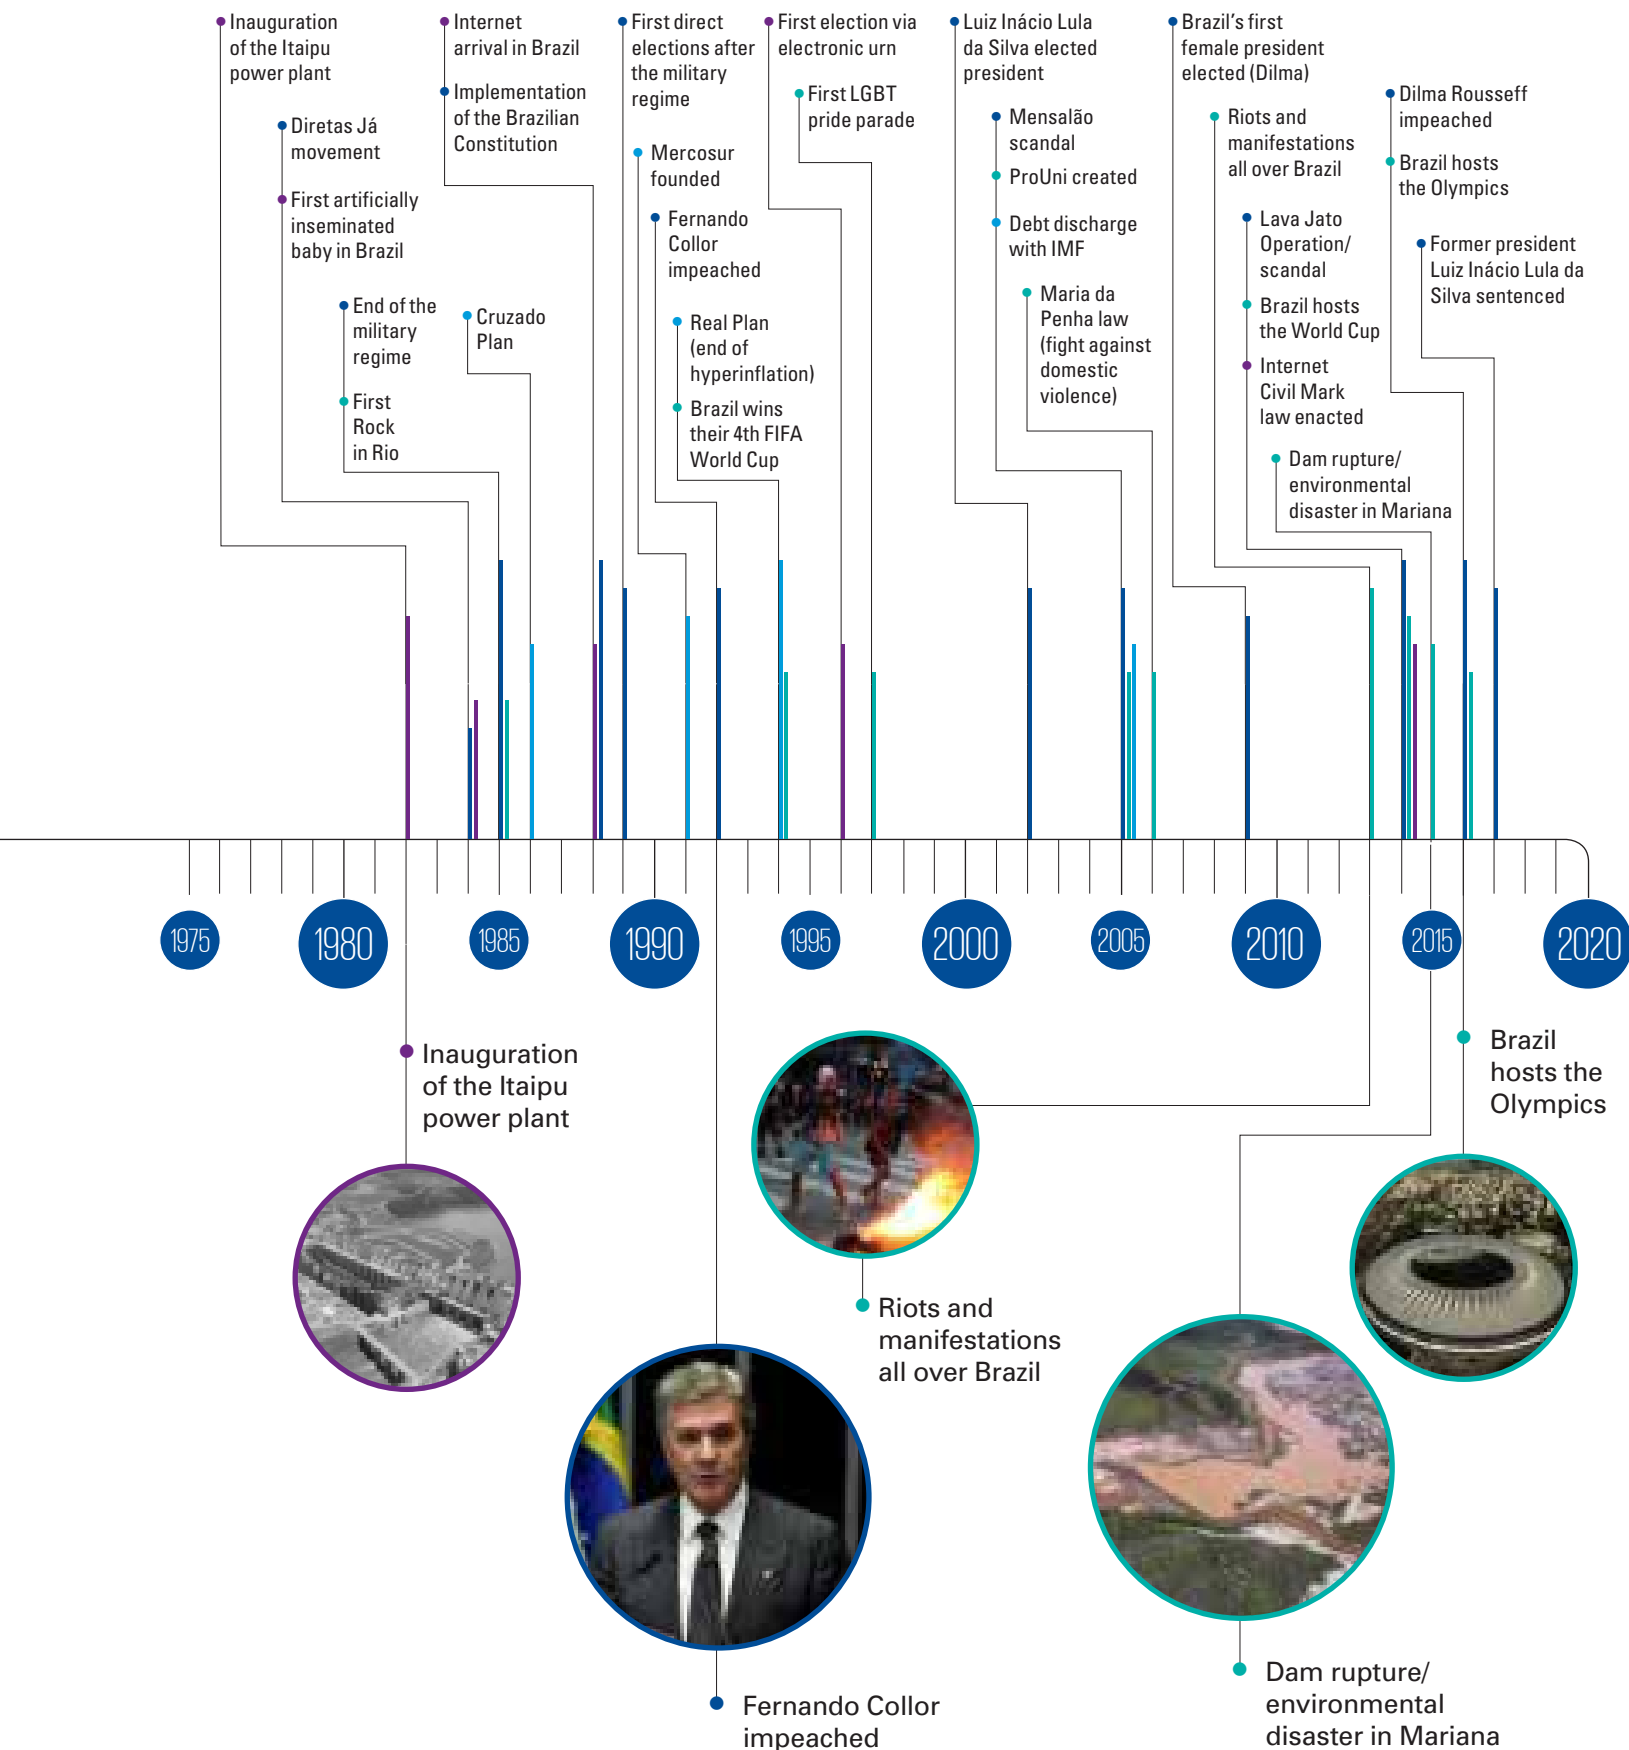 Inauguration
of the Itaipu
power plant
Diretas Já
movement
First artificially
inseminated
baby in Brazil
End of the
military
regime
First
Rock
in Rio
Internet
arrival in Brazil
Implementation
of the Brazilian
Constitution
Cruzado
Plan
First direct
elections after
the military
regime
Mercosur
founded
Fernando
Collor
impeached
Real Plan
(end of
hyperinflation)
Brazil wins
their 4th FIFA
World Cup
First election via
electronic urn
First LGBT
pride parade
Luiz Inácio Lula
da Silva elected
president
Mensalão
scandal
ProUni created
Debt discharge
with IMF
Maria da
Penha law
(fight against
domestic
violence)
Brazil's first
female president
elected (Dilma)
Riots and
manifestations
all over Brazil
Lava Jato
Operation/
scandal
Brazil hosts
the World Cup
Internet
Civil Mark
law enacted
Dam rupture/
environmental
disaster in Mariana
Dilma Rousseff
impeached
Brazil hosts
the Olympics
Former president
Luiz Inácio Lula da
Silva sentenced
1975
1980
1985
1990
1995
2000
2005
2010
2015
2020
Inauguration
of the Itaipu
power plant
Fernando Collor
impeached
Riots and
manifestations
all over Brazil
Dam rupture/
environmental
disaster in Mariana
Brazil
hosts the
Olympics